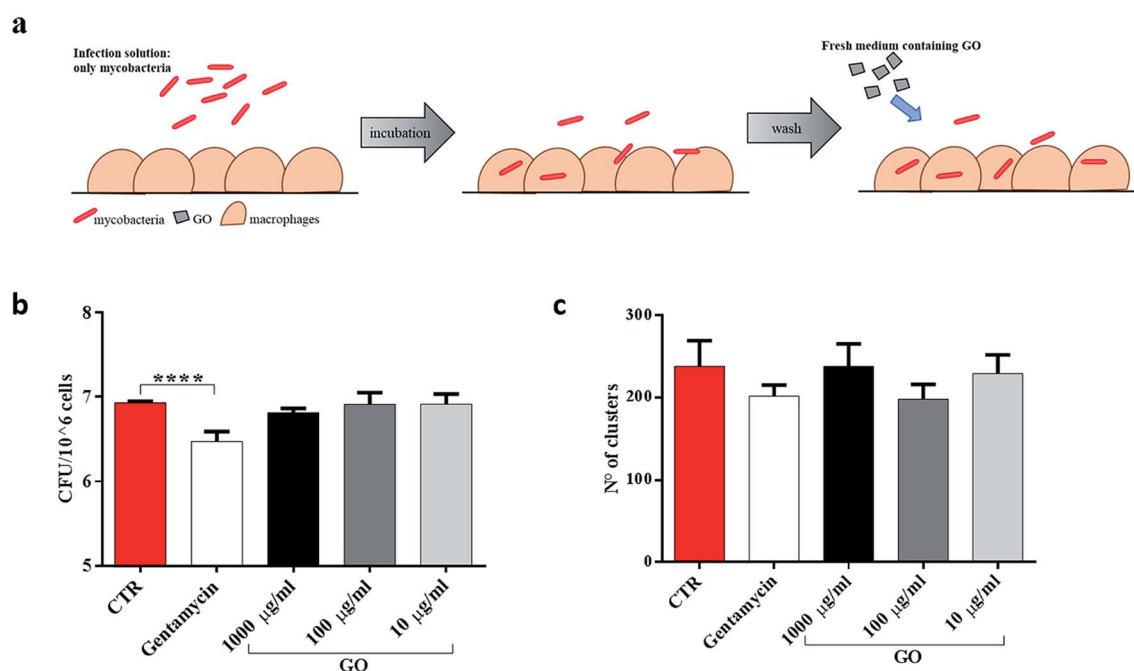 a
Infection solution:
only mycobacteria
Fresh medium containing GO
incubation
wash
mycobacteria GO macrophages
b
CFU/10^6 cells
8
7
6
5
****
CTR
Gentamycin
1000 µg/ml
100 µg/ml
10 µg/ml
GO
c
N° of clusters
300
200
100
0
CTR
Gentamycin
1000 µg/ml
100 µg/ml
10 µg/ml
GO